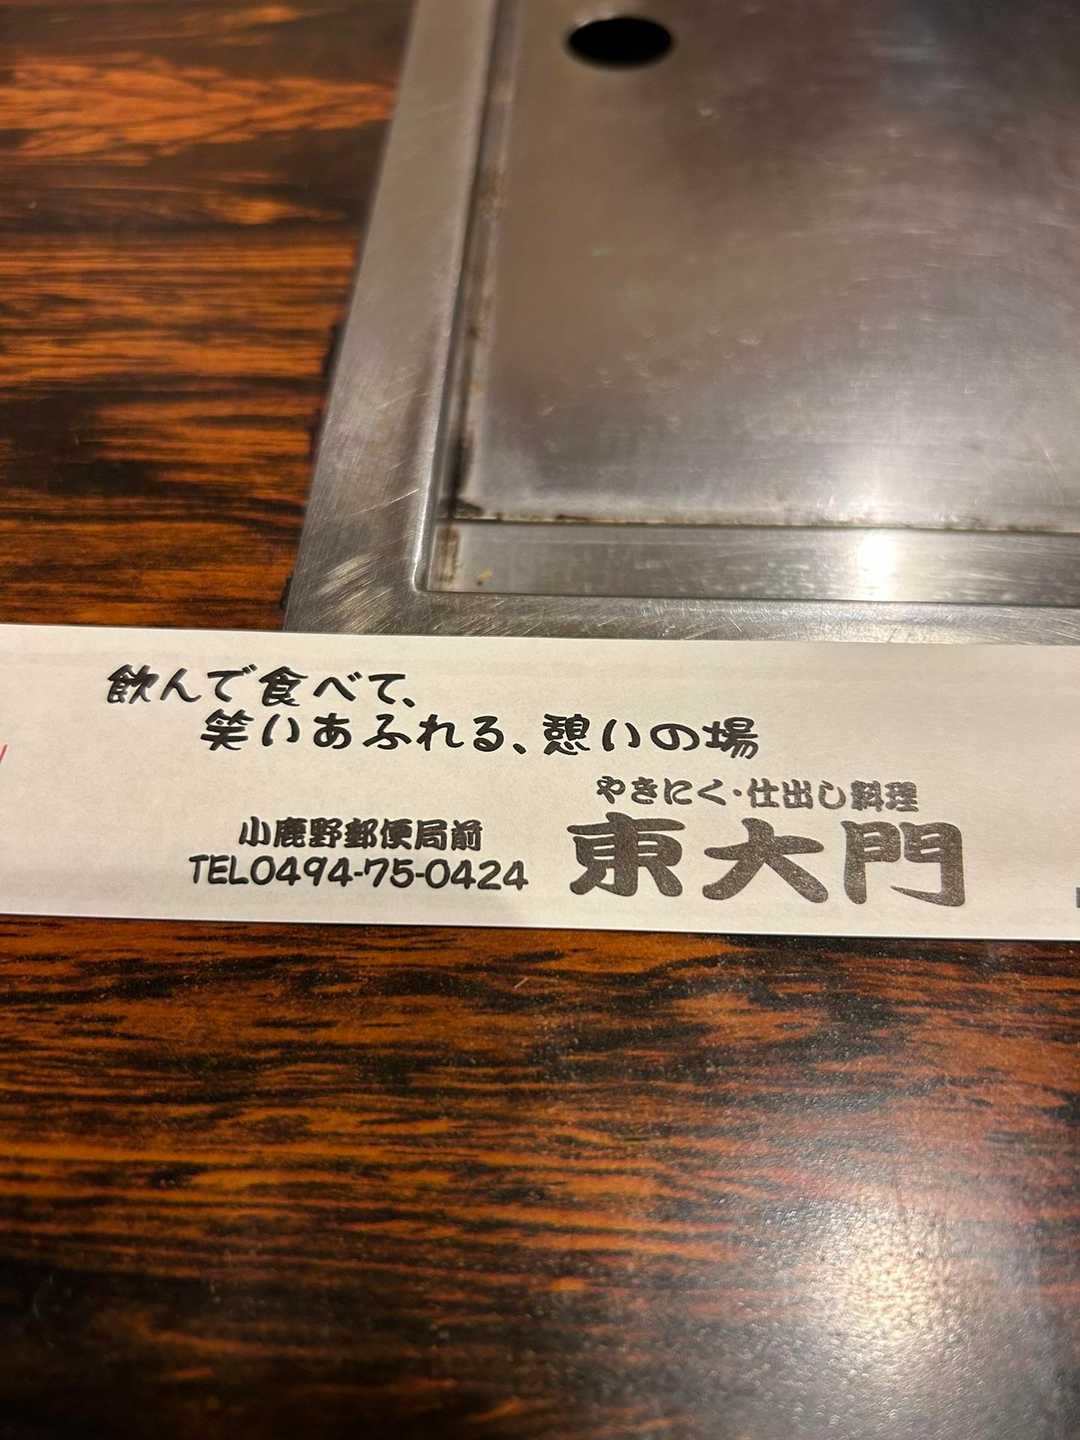 飲んで食べて、
笑いあふれる、憩いの場
やきにく・仕出し料理
小鹿野郵便局前
東大門
TEL0494-75-0424